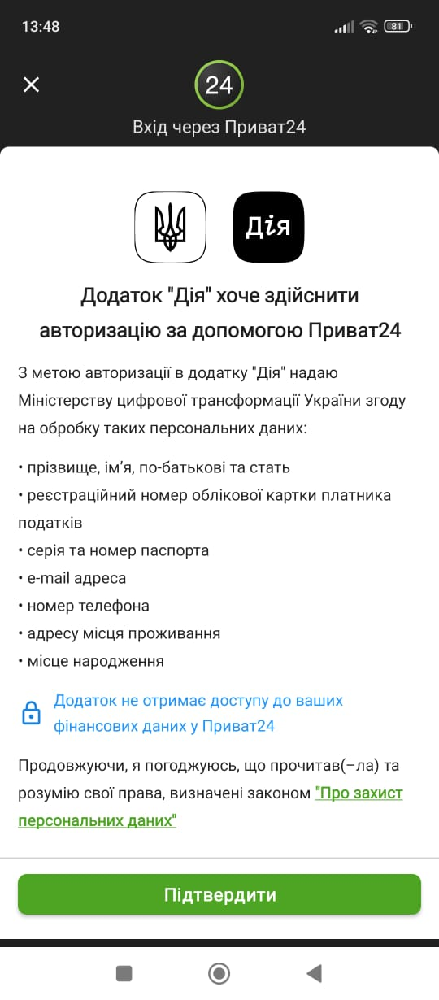 13:48
81
24
Вхід через Приват24
Дія
Додаток "Дія" хоче здійснити
авторизацію за допомогою Приват24
З метою авторизації в додатку "Дія" надаю
Міністерству цифрової трансформації України згоду
на обробку таких персональних даних:
• прізвище, ім’я, по-батькові та стать
• реєстраційний номер облікової картки платника
податків
• серія та номер паспорта
• e-mail адреса
• номер телефона
• адресу місця проживання
• місце народження
Додаток не отримає доступу до ваших
фінансових даних у Приват24
Продовжуючи, я погоджуюсь, що прочитав(–ла) та
розумію свої права, визначені законом "Про захист
персональних даних"
Підтвердити